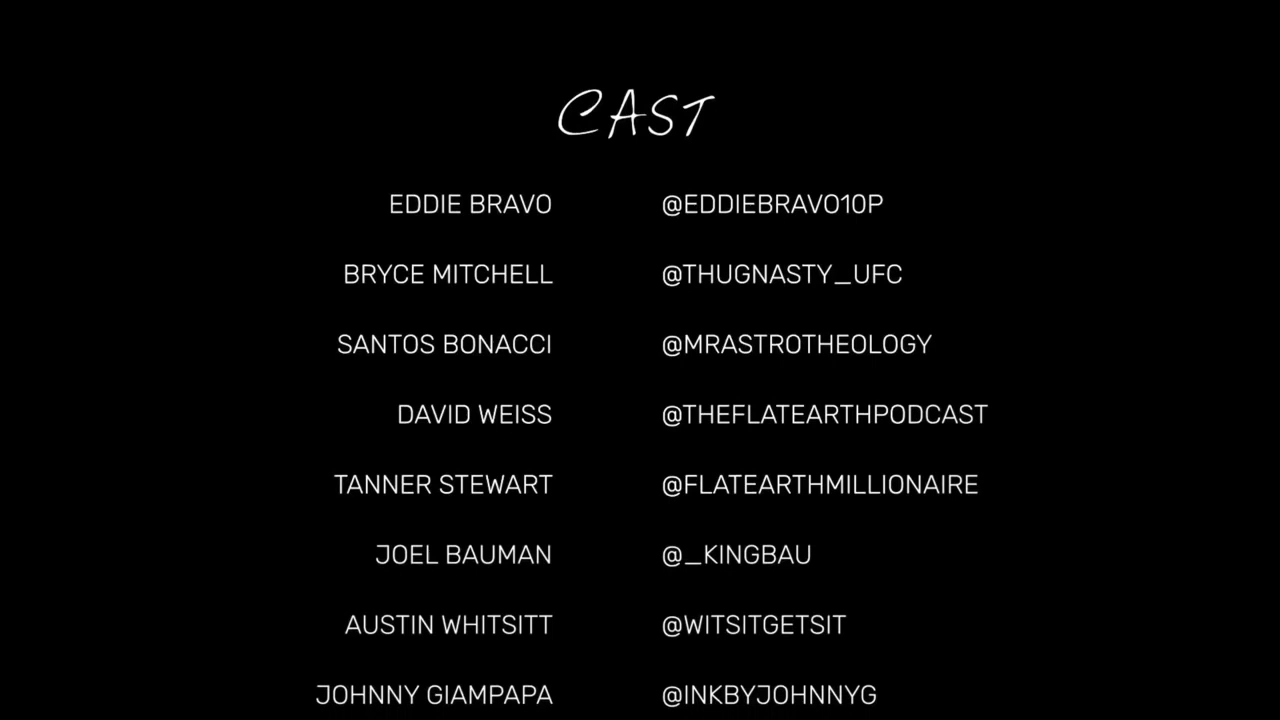 CAST
EDDIE BRAVO @EDDIEBRAVO10P
BRYCE MITCHELL @THUGNASTY_UFC
SANTOS BONACCI @MRASTROTHEOLOGY
DAVID WEISS @THEFLATEARTHPODCAST
TANNER STEWART @FLATEARTHMILLIONAIRE
JOEL BAUMAN @_KINGBAU
AUSTIN WHITSITT @WITSITGETSIT
JOHNNY GIAMPAPA @INKBYJOHNNYG